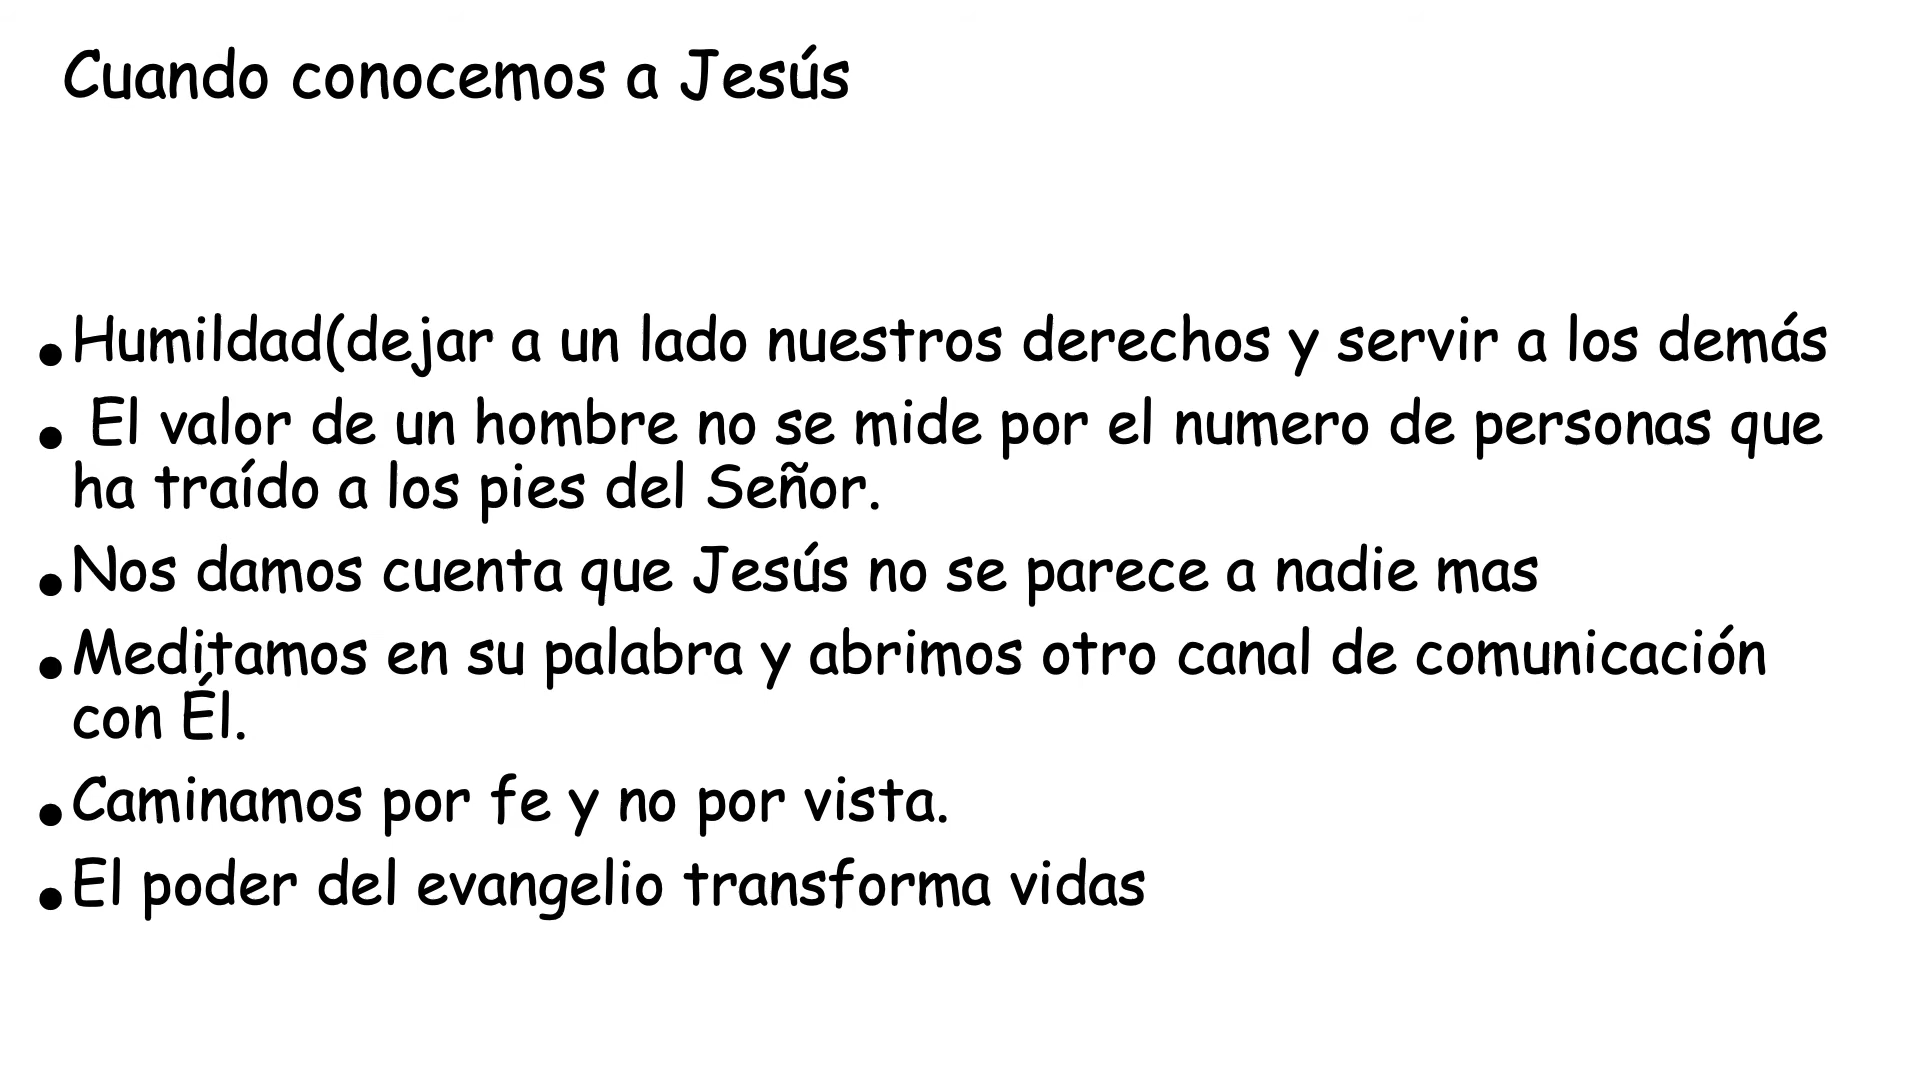 Cuando conocemos a Jesús
•Humildad(dejar a un lado nuestros derechos y servir a los demás
• El valor de un hombre no se mide por el numero de personas que
ha traído a los pies del Señor.
•Nos damos cuenta que Jesús no se parece a nadie mas
•Meditamos en su palabra y abrimos otro canal de comunicación
con Él.
•Caminamos por fe y no por vista.
•El poder del evangelio transforma vidas